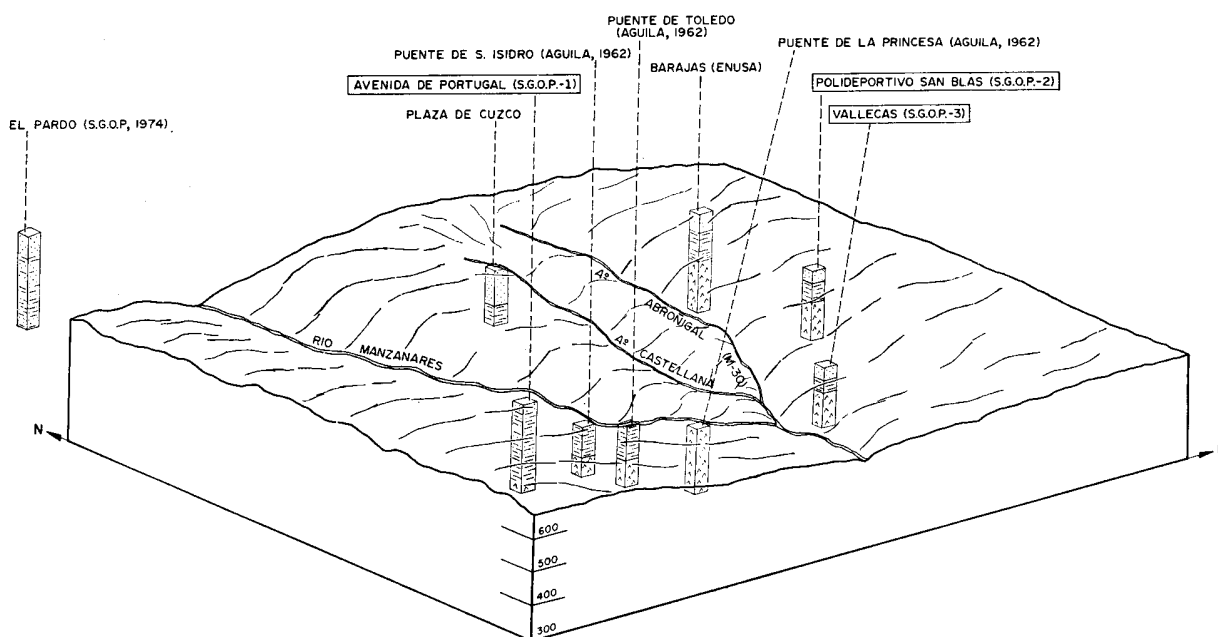 PUENTE DE TOLEDO
(AGUILA, 1962)
PUENTE DE S. ISIDRO (AGUILA, 1962)
PUENTE DE LA PRINCESA (AGUILA, 1962)
BARAJAS (ENUSA)
AVENIDA DE PORTUGAL (S.G.O.P.-1)
POLIDEPORTIVO SAN BLAS (S.G.O.P.-2)
PLAZA DE CUZCO
VALLECAS (S.G.O.P.-3)
EL PARDO (S.G.O.P, 1974)
Aº ABROÑIGAL (M-30)
Aº CASTELLANA
RIO MANZANARES
N
600
500
400
300